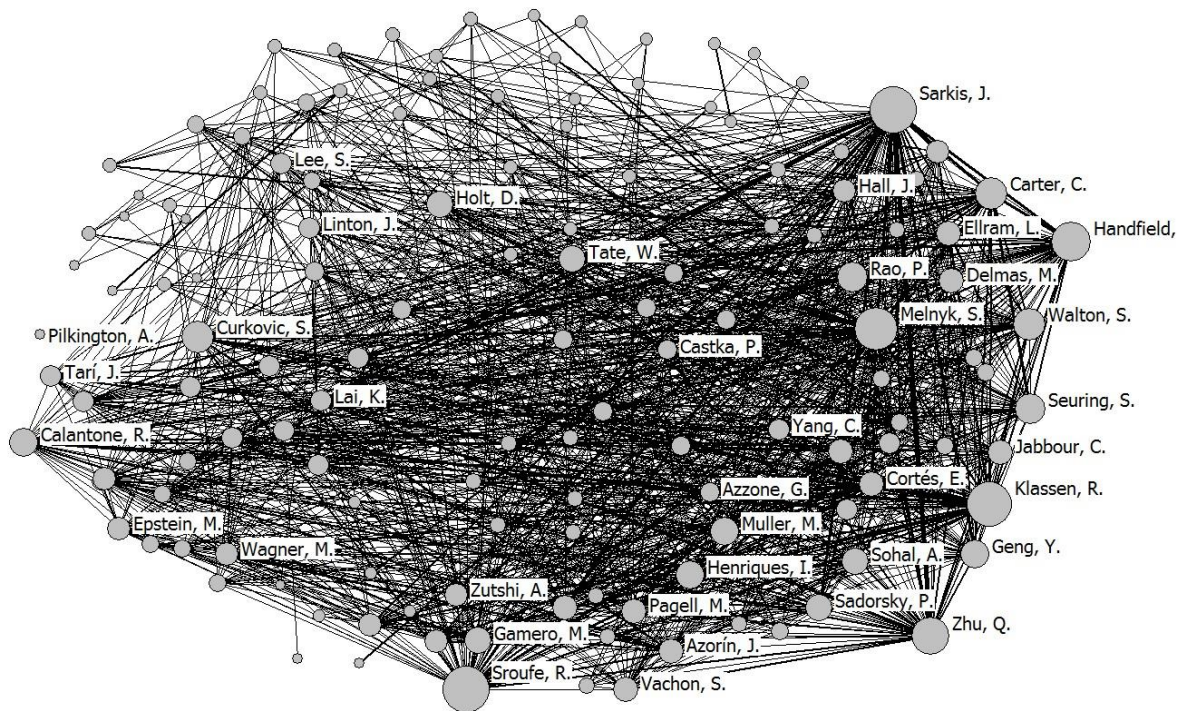 Sarkis, J.
Lee, S.
Hall, J.
Carter, C.
Holt, D.
Linton, J.
Ellram, L.
Handfield,
Tate, W.
Rao, P.
Delmas, M.
Melnyk, S.
Walton, S.
Pilkington, A.
Curkovic, S.
Castka, P.
Tarí, J.
Lai, K.
Seuring, S.
Calantone, R.
Yang, C.
Jabbour, C.
Azzone, G.
Cortés, E.
Klassen, R.
Epstein, M.
Muller, M.
Wagner, M.
Sohal, A.
Geng, Y.
Henriques, I.
Zutshi, A.
Pagell, M.
Sadorsky, P.
Gamero, M.
Azorín, J.
Zhu, Q.
Sroufe, R.
Vachon, S.